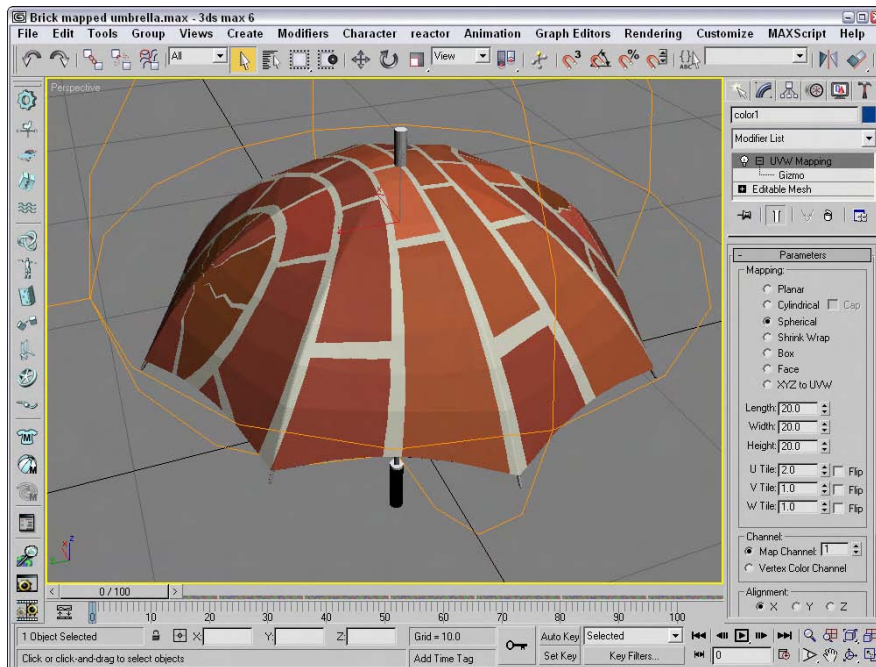 Brick mapped umbrella.max - 3ds max 6
File Edit Tools Group Views Create Modifiers Character reactor Animation Graph Editors Rendering Customize MAXScript Help
All
View
Perspective
color1
Modifier List
UVW Mapping
Gizmo
Editable Mesh
- Parameters
Mapping:
Planar
Cylindrical Cap
Spherical
Shrink Wrap
Box
Face
XYZ to UVW
Length: 20.0
Width: 20.0
Height: 20.0
U Tile: 2.0 Flip
V Tile: 1.0 Flip
W Tile: 1.0 Flip
Channel:
Map Channel: 1
Vertex Color Channel
Alignment:
X Y Z
z
x
y
< 0 / 100 >
0 10 20 30 40 50 60 70 80 90 100
1 Object Selected X: Y: Z: Grid = 10.0 Auto Key Selected
Click or click-and-drag to select objects Add Time Tag Set Key Key Filters... 0